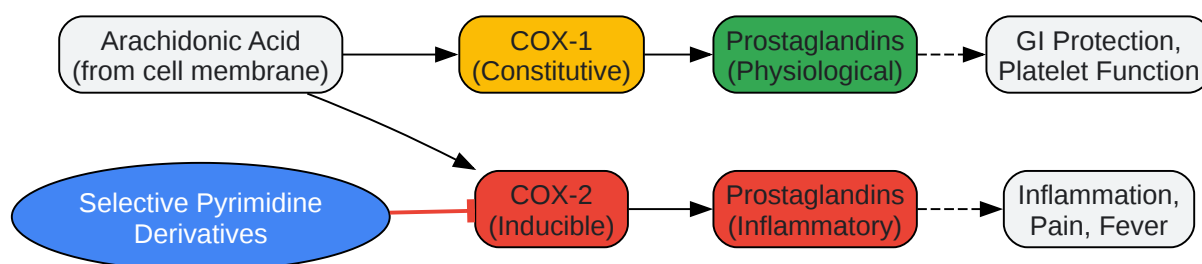 Arachidonic Acid
(from cell membrane)
COX-1
(Constitutive)
Prostaglandins
(Physiological)
GI Protection,
Platelet Function
Selective Pyrimidine
Derivatives
COX-2
(Inducible)
Prostaglandins
(Inflammatory)
Inflammation,
Pain, Fever